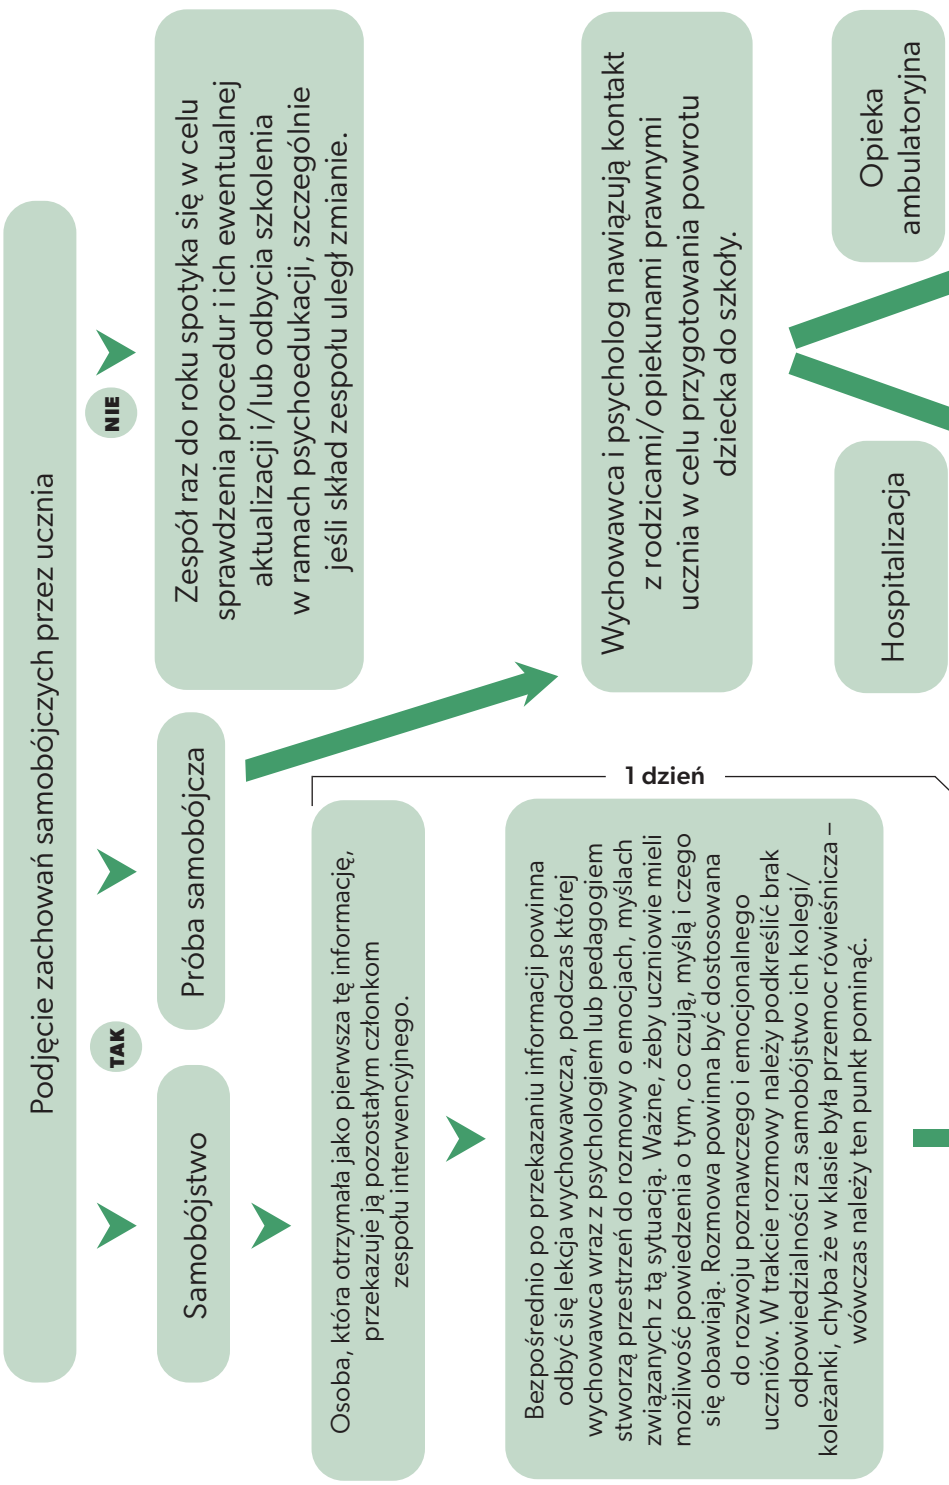 Podjęcie zachowań samobójczych przez ucznia
TAK
NIE
Samobójstwo
Próba samobójcza
Zespół raz do roku spotyka się w celu
sprawdzenia procedur i ich ewentualnej
aktualizacji i/lub odbycia szkolenia
w ramach psychoedukacji, szczególnie
jeśli skład zespołu uległ zmianie.
Osoba, która otrzymała jako pierwsza tę informację,
przekazuje ją pozostałym członkom
zespołu interwencyjnego.
1 dzień
Bezpośrednio po przekazaniu informacji powinna
odbyć się lekcja wychowawcza, podczas której
wychowawca wraz z psychologiem lub pedagogiem
stworzą przestrzeń do rozmowy o emocjach, myślach
związanych z tą sytuacją. Ważne, żeby uczniowie mieli
możliwość powiedzenia o tym, co czują, myślą i czego
się obawiają. Rozmowa powinna być dostosowana
do rozwoju poznawczego i emocjonalnego
uczniów. W trakcie rozmowy należy podkreślić brak
odpowiedzialności za samobójstwo ich kolegi/
koleżanki, chyba że w klasie była przemoc rówieśnicza –
wówczas należy ten punkt pominąć.
Wychowawca i psycholog nawiązują kontakt
z rodzicami/opiekunami prawnymi
ucznia w celu przygotowania powrotu
dziecka do szkoły.
Hospitalizacja
Opieka
ambulatoryjna